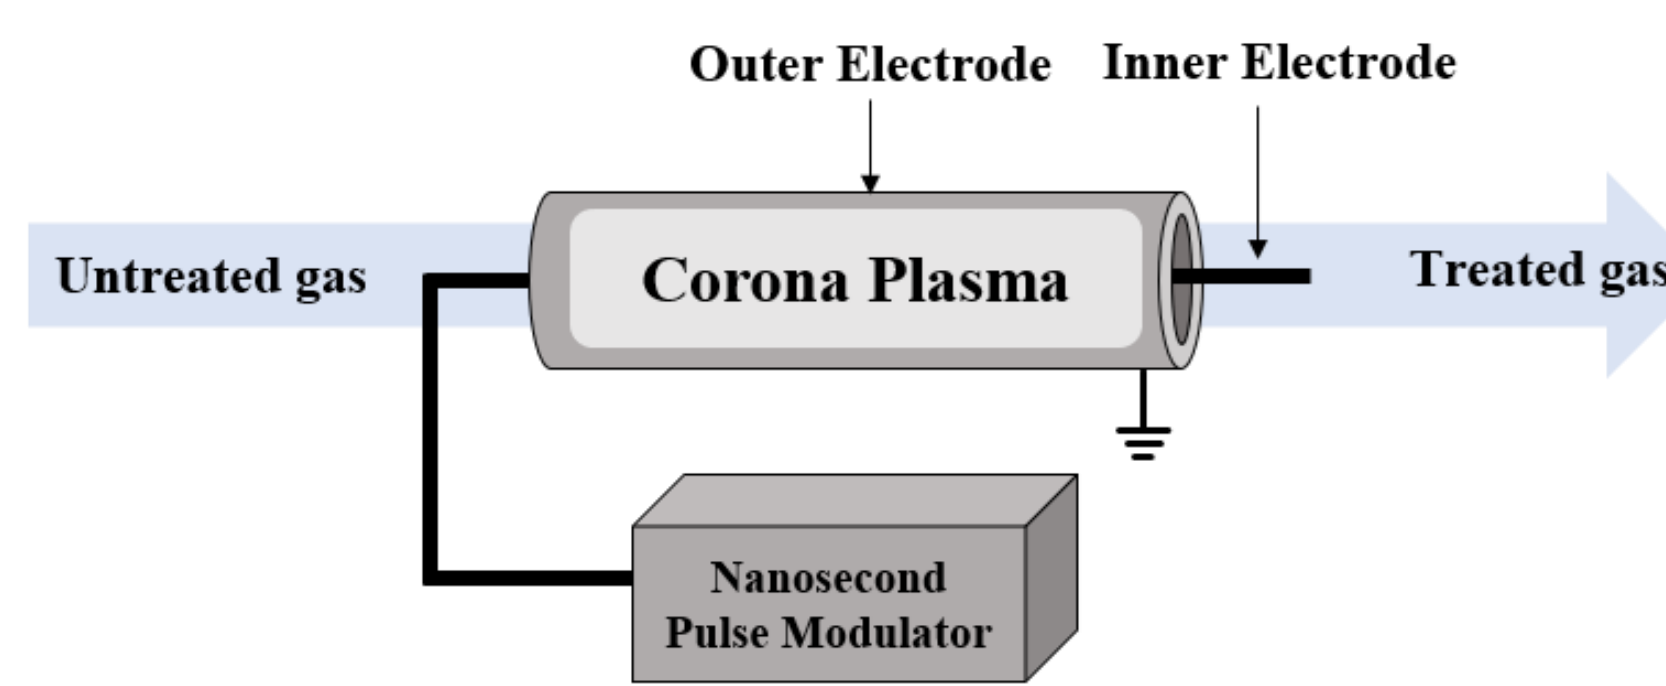 Outer Electrode
Inner Electrode
Untreated gas
Corona Plasma
Treated gas
Nanosecond
Pulse Modulator